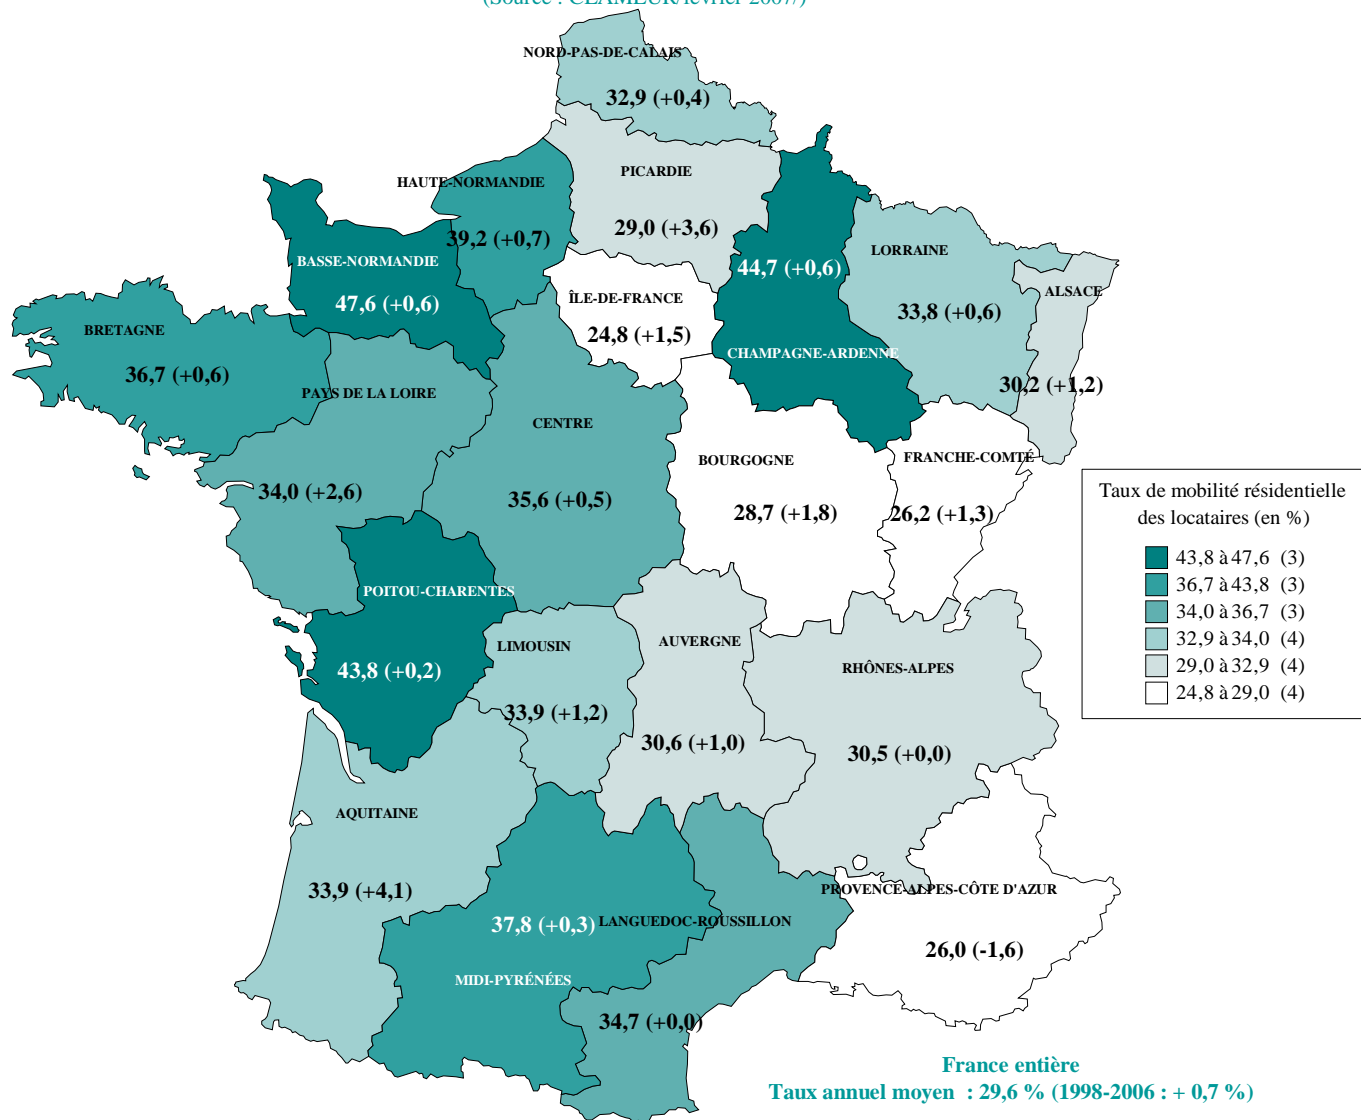 (Source : CLAMEUR/février 2007/)
NORD-PAS-DE-CALAIS
32,9 (+0,4)
PICARDIE
29,0 (+3,6)
HAUTE-NORMANDIE
39,2 (+0,7)
BASSE-NORMANDIE
47,6 (+0,6)
ÎLE-DE-FRANCE
24,8 (+1,5)
44,7 (+0,6)
CHAMPAGNE-ARDENNE
LORRAINE
33,8 (+0,6)
ALSACE
30,2 (+1,2)
BRETAGNE
36,7 (+0,6)
PAYS DE LA LOIRE
34,0 (+2,6)
CENTRE
35,6 (+0,5)
BOURGOGNE
28,7 (+1,8)
FRANCHE-COMTÉ
26,2 (+1,3)
POITOU-CHARENTES
43,8 (+0,2)
LIMOUSIN
33,9 (+1,2)
AUVERGNE
30,6 (+1,0)
RHÔNES-ALPES
30,5 (+0,0)
AQUITAINE
33,9 (+4,1)
37,8 (+0,3)
MIDI-PYRÉNÉES
LANGUEDOC-ROUSSILLON
34,7 (+0,0)
PROVENCE-ALPES-CÔTE D'AZUR
26,0 (-1,6)
Taux de mobilité résidentielle
des locataires (en %)
43,8 à 47,6 (3)
36,7 à 43,8 (3)
34,0 à 36,7 (3)
32,9 à 34,0 (4)
29,0 à 32,9 (4)
24,8 à 29,0 (4)
France entière
Taux annuel moyen : 29,6 % (1998-2006 : + 0,7 %)